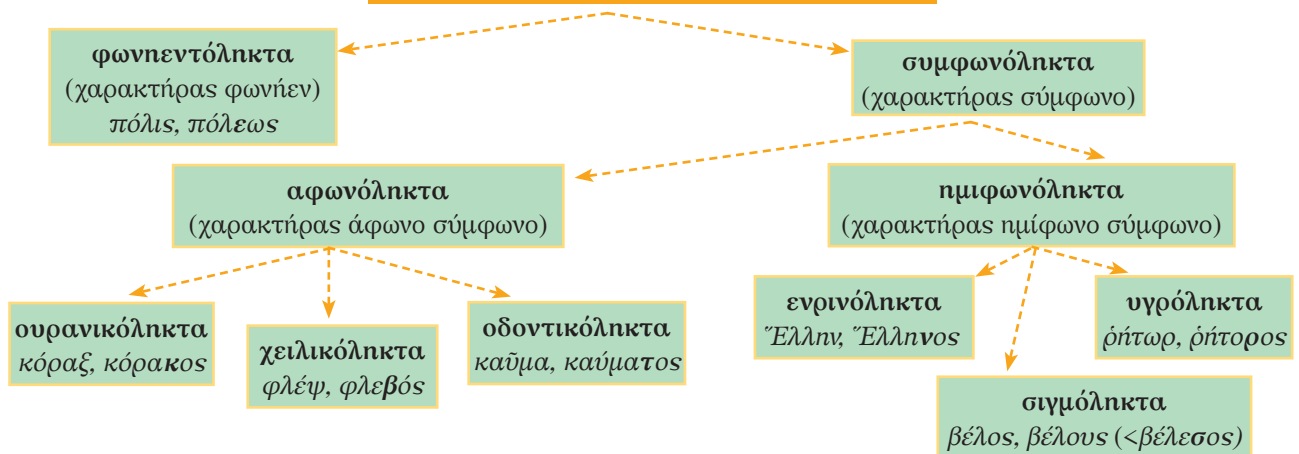 φωνηεντόληκτα
(χαρακτήρας φωνήεν)
πόλις, πόλεως
συμφωνόληκτα
(χαρακτήρας σύμφωνο)
αφωνόληκτα
(χαρακτήρας άφωνο σύμφωνο)
ημιφωνόληκτα
(χαρακτήρας ημίφωνο σύμφωνο)
ουρανικόληκτα
κόραξ, κόρακος
χειλικόληκτα
φλέψ, φλεβός
οδοντικόληκτα
καῦμα, καύματος
ενρινόληκτα
Ἕλλην, Ἕλληνος
υγρόληκτα
ῥήτωρ, ῥήτορος
σιγμόληκτα
βέλος, βέλους (<βέλεσος)